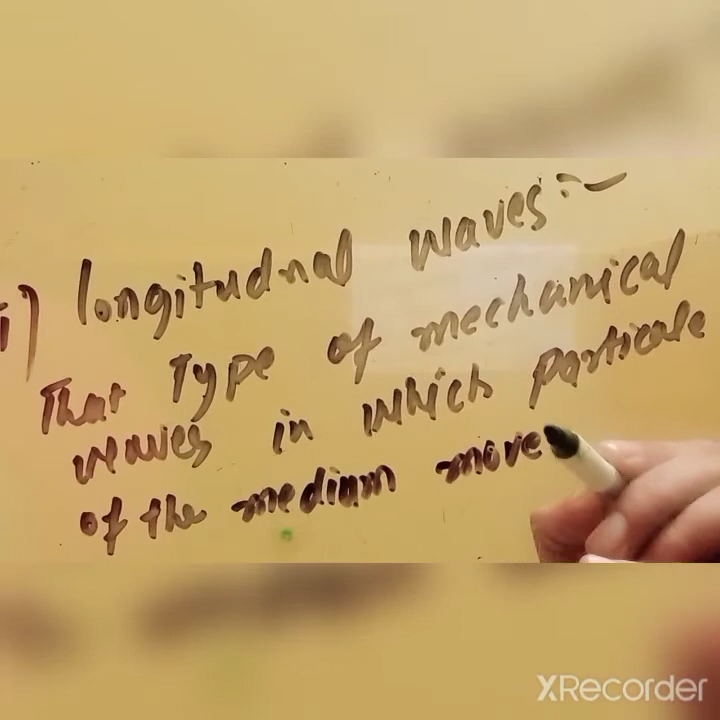 i) longitudnal waves:~
That Type of mechanical
waves in which particale
of the medium move
XRecorder